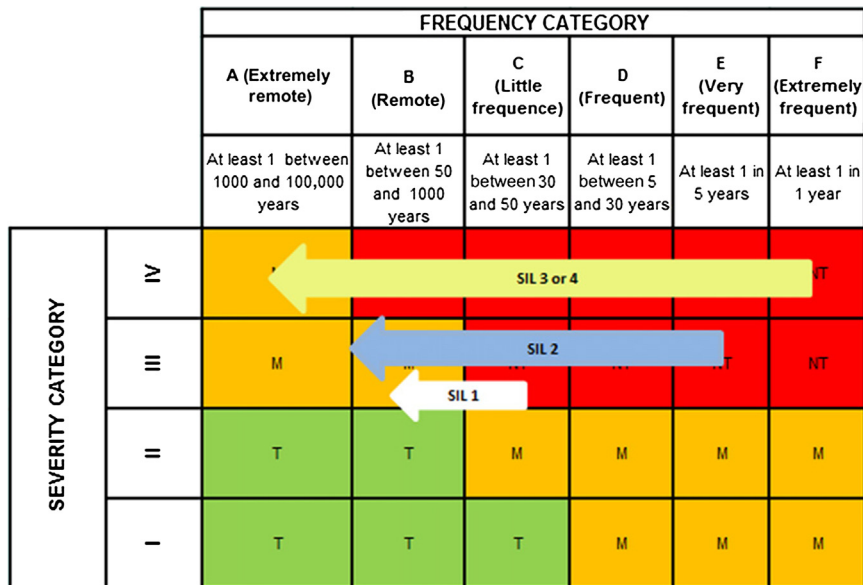 FREQUENCY CATEGORY
A (Extremely
remote)
B
(Remote)
C
(Little
frequence)
D
(Frequent)
E
(Very
frequent)
F
(Extremely
frequent)
At least 1 between
1000 and 100,000
years
At least 1
between 50
and 1000
years
At least 1
between 30
and 50 years
At least 1
between 5
and 30 years
At least 1 in
5 years
At least 1 in
1 year
SEVERITY CATEGORY
IV
SIL 3 or 4
NT
III
M
SIL 2
NT
NT
SIL 1
II
T
T
M
M
M
M
I
T
T
T
M
M
M